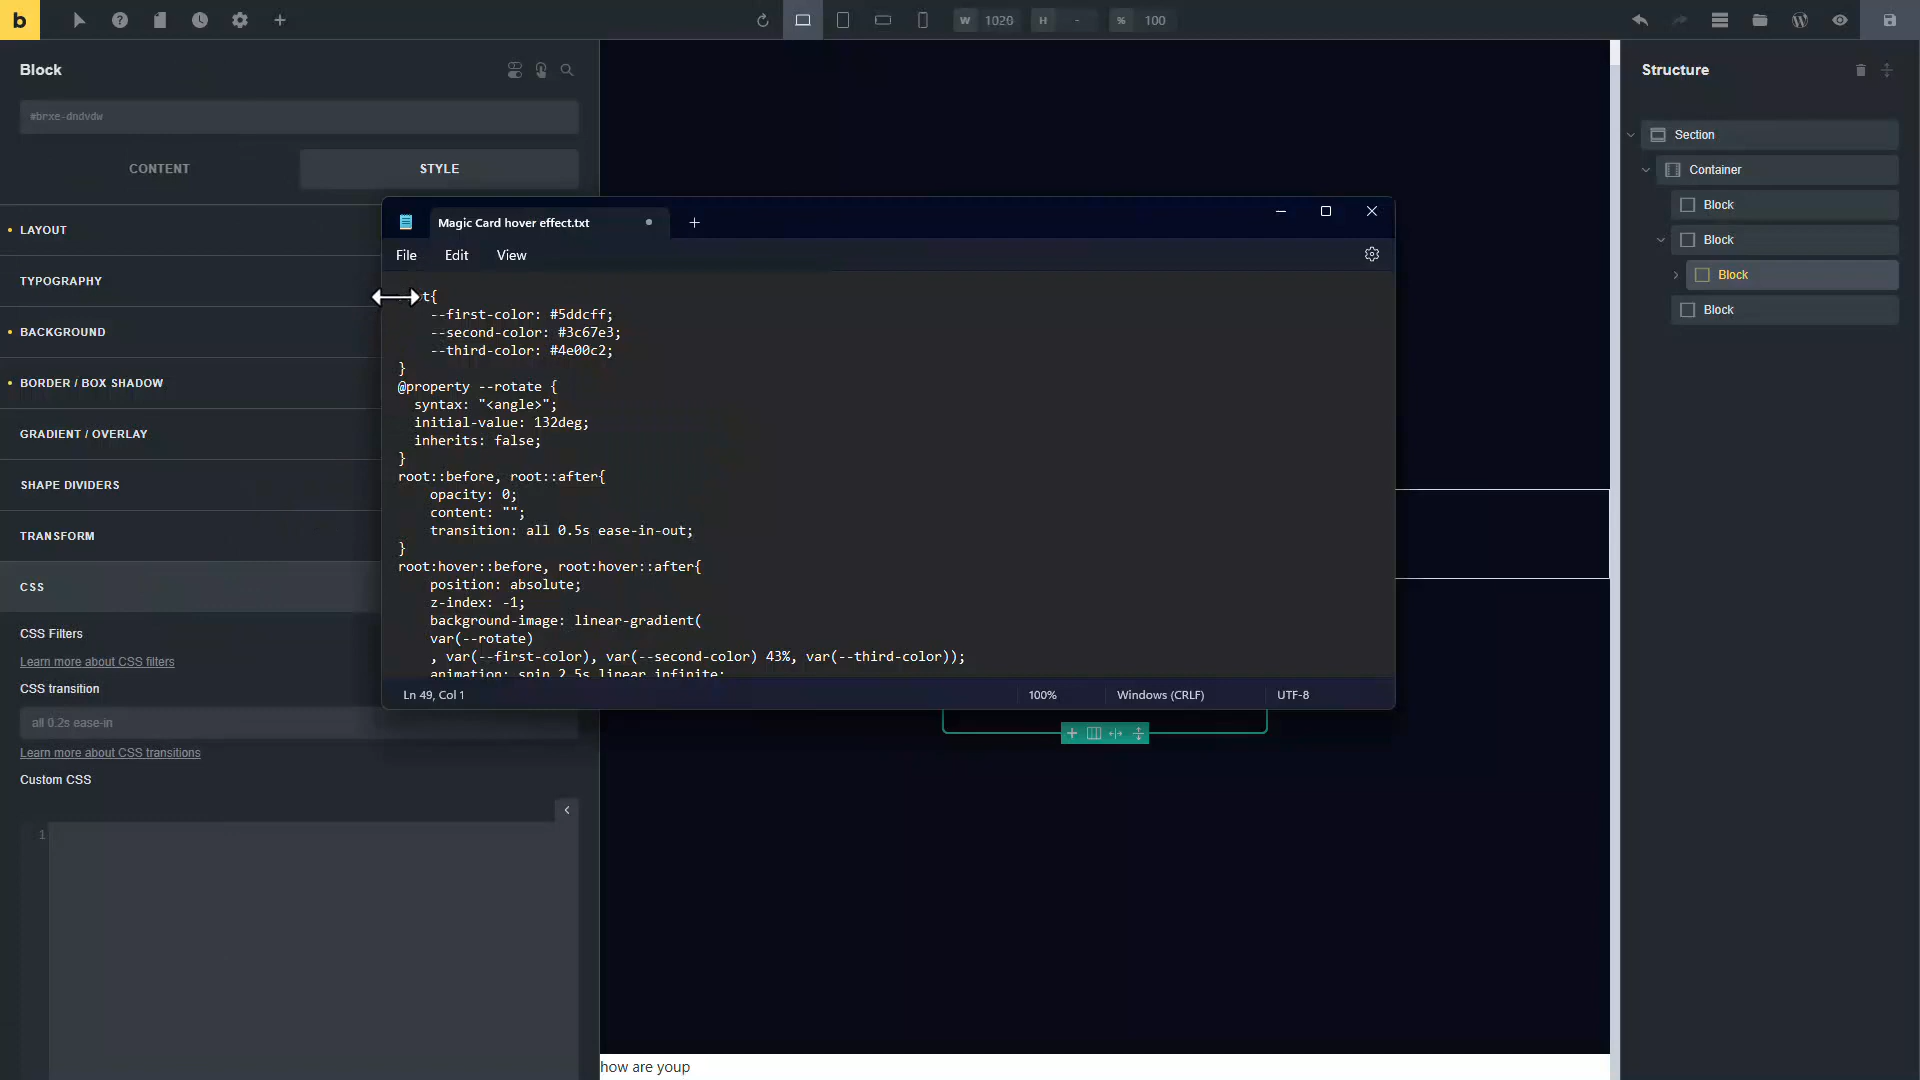 b
W 1020 H - % 100
Block
#brxe-dndvdw
CONTENT
STYLE
LAYOUT
TYPOGRAPHY
BACKGROUND
BORDER / BOX SHADOW
GRADIENT / OVERLAY
SHAPE DIVIDERS
TRANSFORM
CSS
CSS Filters
Learn more about CSS filters
CSS transition
all 0.2s ease-in
Learn more about CSS transitions
Custom CSS
1
Magic Card hover effect.txt
File Edit View
t{
--first-color: #5ddcff;
--second-color: #3c67e3;
--third-color: #4e00c2;
}
@property --rotate {
syntax: "<angle>";
initial-value: 132deg;
inherits: false;
}
root::before, root::after{
opacity: 0;
content: "";
transition: all 0.5s ease-in-out;
}
root:hover::before, root:hover::after{
position: absolute;
z-index: -1;
background-image: linear-gradient(
var(--rotate)
, var(--first-color), var(--second-color) 43%, var(--third-color));
animation: spin 2.5s linear infinite;
Ln 49, Col 1
100%
Windows (CRLF)
UTF-8
how are youp
Structure
Section
Container
Block
Block
Block
Block